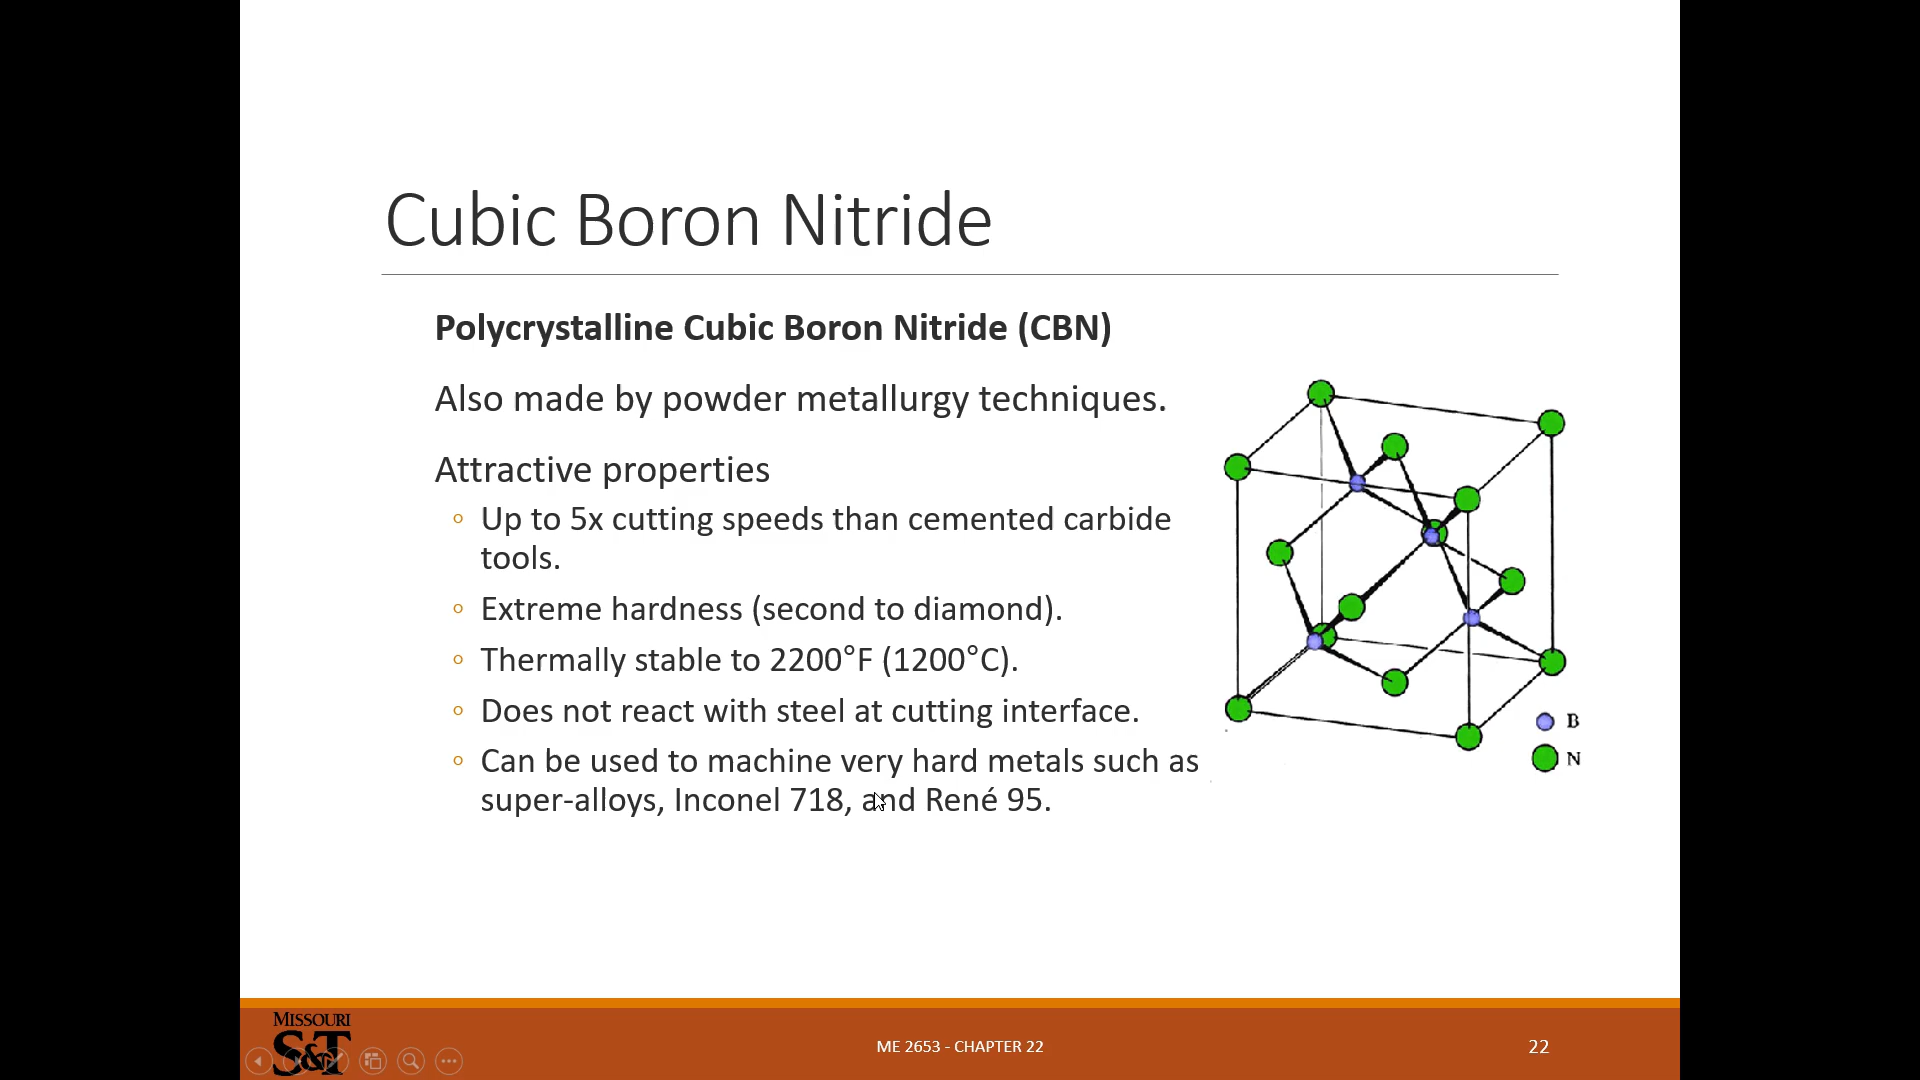 Cubic Boron Nitride
Polycrystalline Cubic Boron Nitride (CBN)
Also made by powder metallurgy techniques.
Attractive properties
Up to 5x cutting speeds than cemented carbide
tools.
Extreme hardness (second to diamond).
Thermally stable to 2200°F (1200°C).
Does not react with steel at cutting interface.
Can be used to machine very hard metals such as
super-alloys, Inconel 718, and René 95.
B
N
MISSOURI
S&T
ME 2653 - CHAPTER 22
22